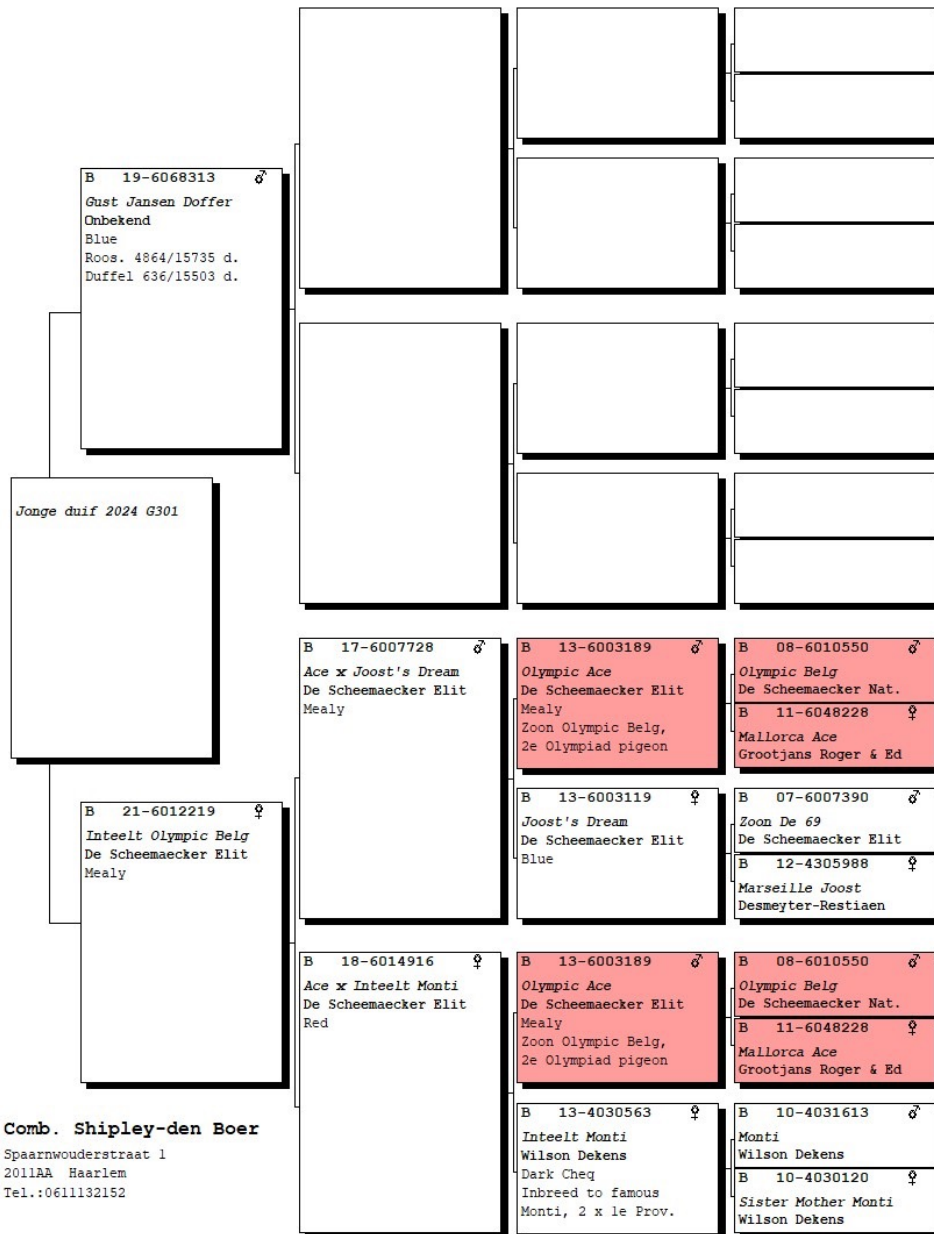 B 19-6068313 ♂
Gust Jansen Doffer
Onbekend
Blue
Roos. 4864/15735 d.
Duffel 636/15503 d.
Jonge duif 2024 G301
B 21-6012219 ♀
Inteelt Olympic Belg
De Scheemaecker Elit
Mealy
B 17-6007728 ♂
Ace x Joost's Dream
De Scheemaecker Elit
Mealy
B 18-6014916 ♀
Ace x Inteelt Monti
De Scheemaecker Elit
Red
B 13-6003189 ♂
Olympic Ace
De Scheemaecker Elit
Mealy
Zoon Olympic Belg,
2e Olympiad pigeon
B 13-6003119 ♀
Joost's Dream
De Scheemaecker Elit
Blue
B 13-6003189 ♂
Olympic Ace
De Scheemaecker Elit
Mealy
Zoon Olympic Belg,
2e Olympiad pigeon
B 13-4030563 ♀
Inteelt Monti
Wilson Dekens
Dark Cheq
Inbreed to famous
Monti, 2 x 1e Prov.
B 08-6010550 ♂
Olympic Belg
De Scheemaecker Nat.
B 11-6048228 ♀
Mallorca Ace
Grootjans Roger & Ed
B 07-6007390 ♂
Zoon De 69
De Scheemaecker Elit
B 12-4305988 ♀
Marseille Joost
Desmeyter-Restiaen
B 08-6010550 ♂
Olympic Belg
De Scheemaecker Nat.
B 11-6048228 ♀
Mallorca Ace
Grootjans Roger & Ed
B 10-4031613 ♂
Monti
Wilson Dekens
B 10-4030120 ♀
Sister Mother Monti
Wilson Dekens
Comb. Shipley-den Boer
Spaarnwouderstraat 1
2011AA Haarlem
Tel.:0611132152